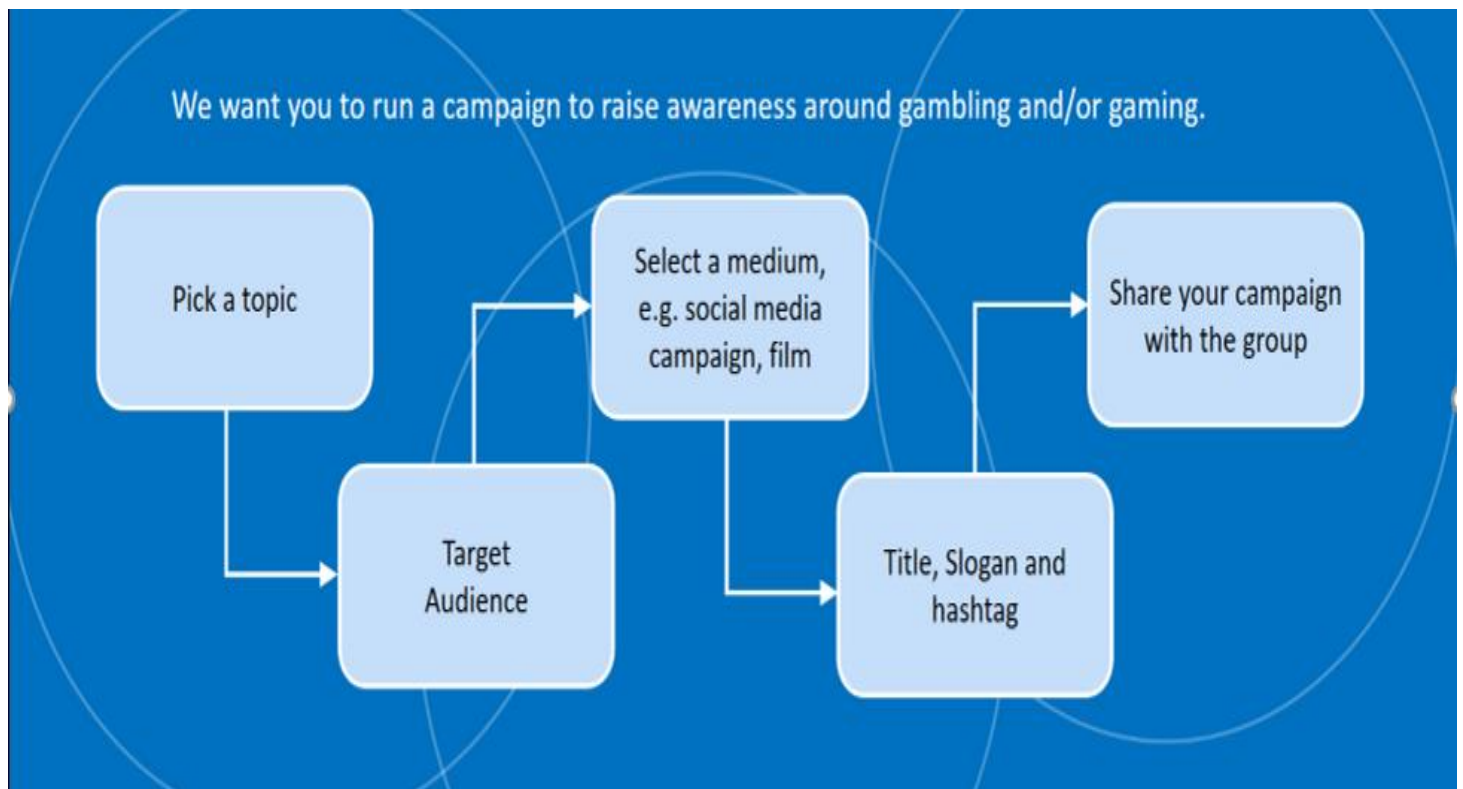 We want you to run a campaign to raise awareness around gambling and/or gaming.
Pick a topic
Target
Audience
Select a medium,
e.g. social media
campaign, film
Title, Slogan and
hashtag
Share your campaign
with the group